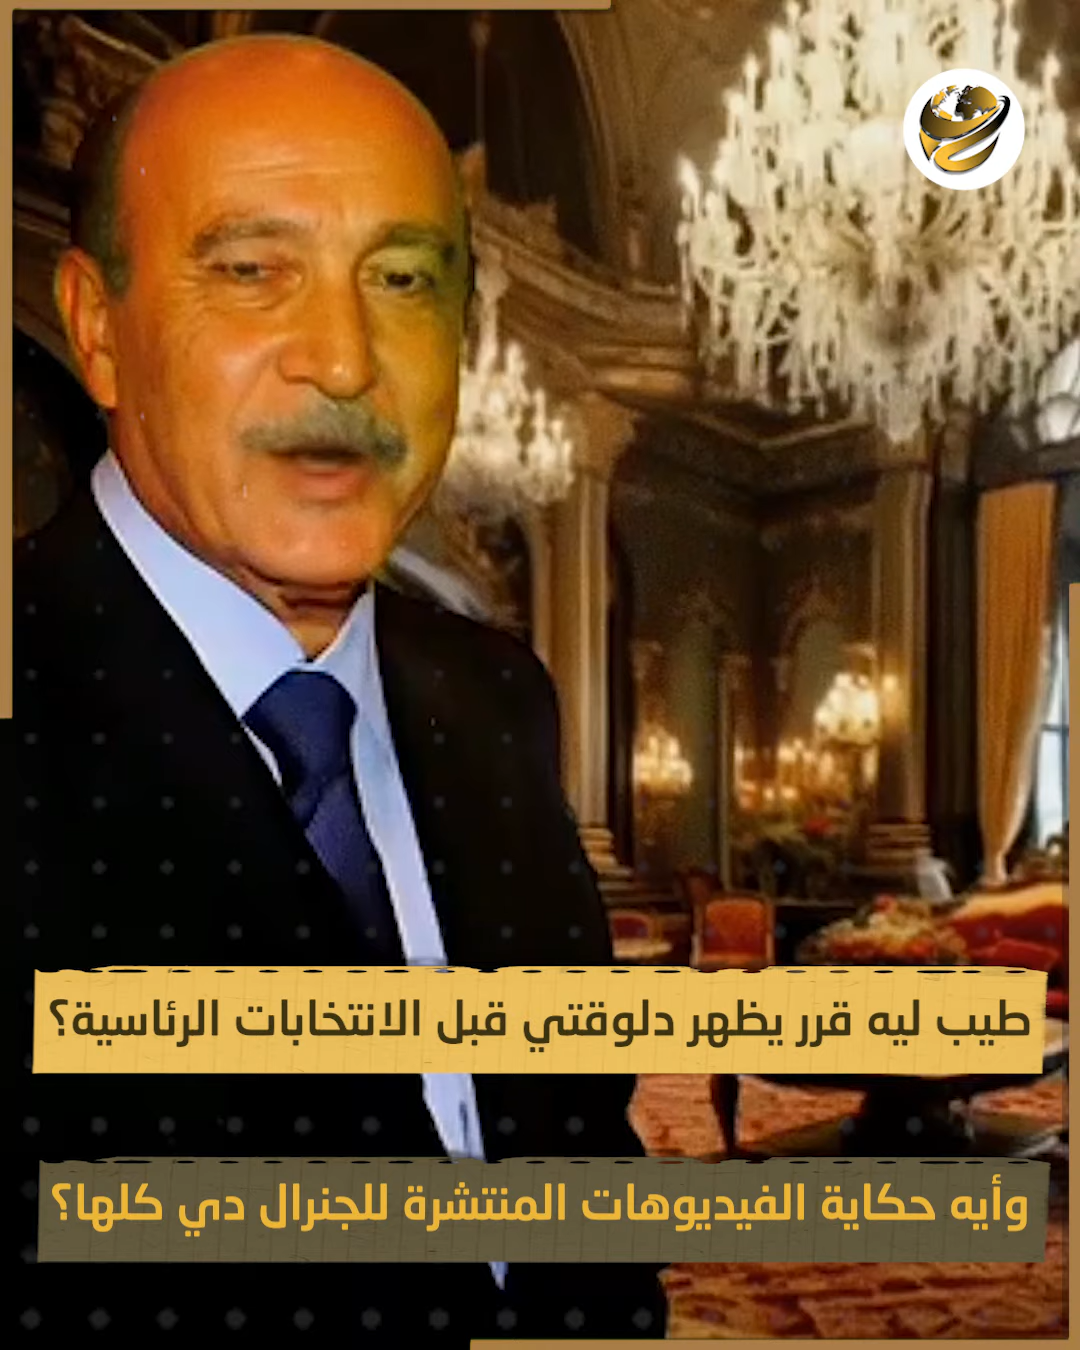 طيب ليه قرر يظهر دلوقتي قبل الانتخابات الرئاسية؟
وأيه حكاية الفيديوهات المنتشرة للجنرال دي كلها؟